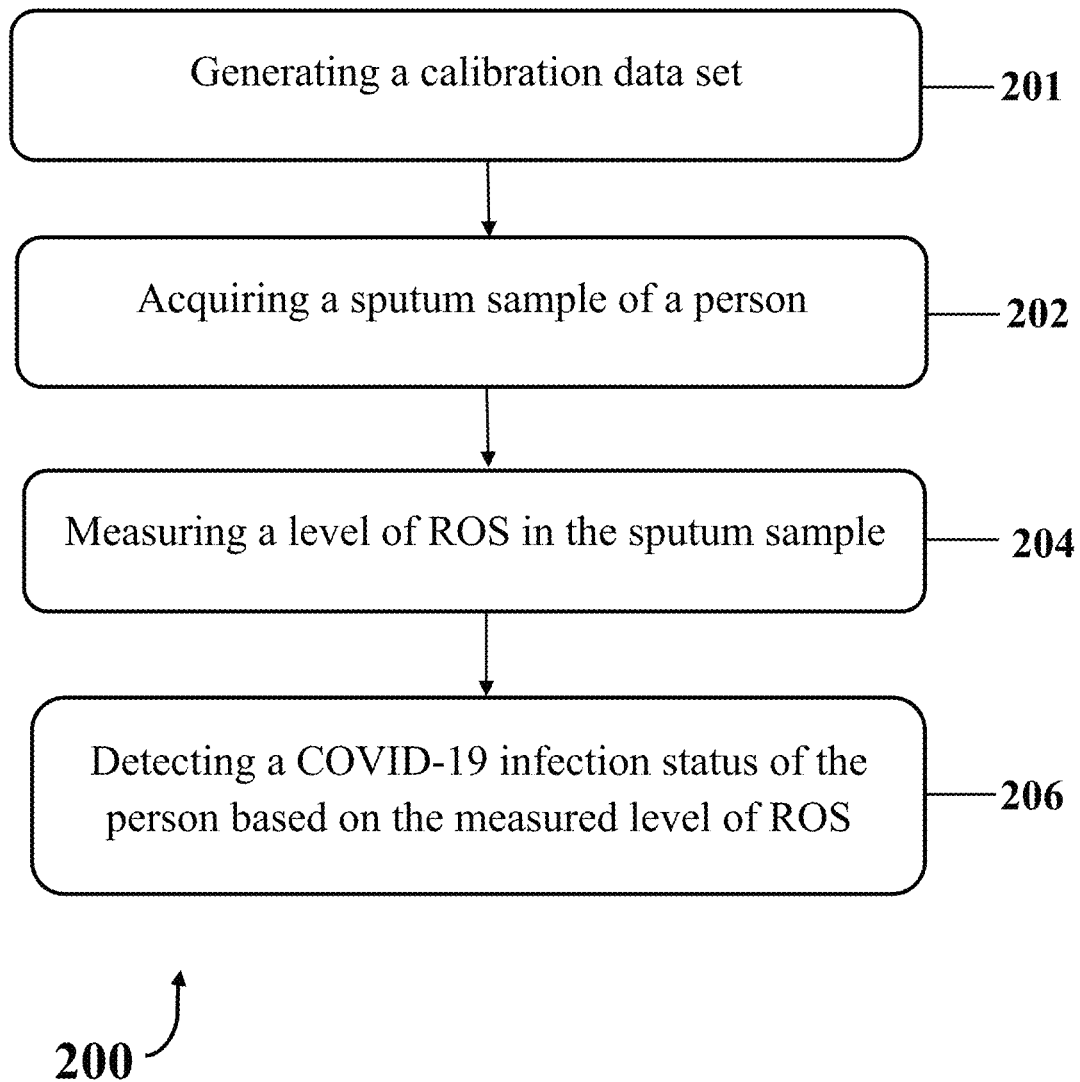 Generating a calibration data set
201
Acquiring a sputum sample of a person
202
Measuring a level of ROS in the sputum sample
204
Detecting a COVID-19 infection status of the
person based on the measured level of ROS
206
200